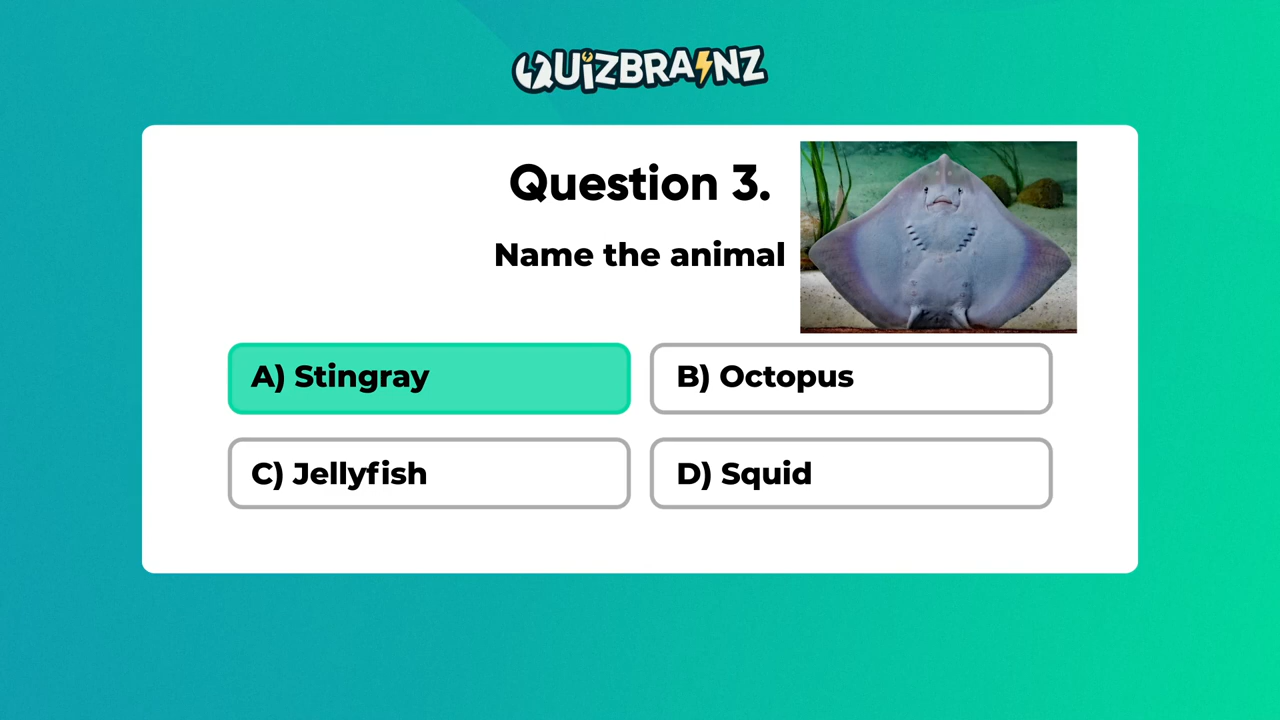 QUiZBRAiNZ
Question 3.
Name the animal
A) Stingray
B) Octopus
C) Jellyfish
D) Squid